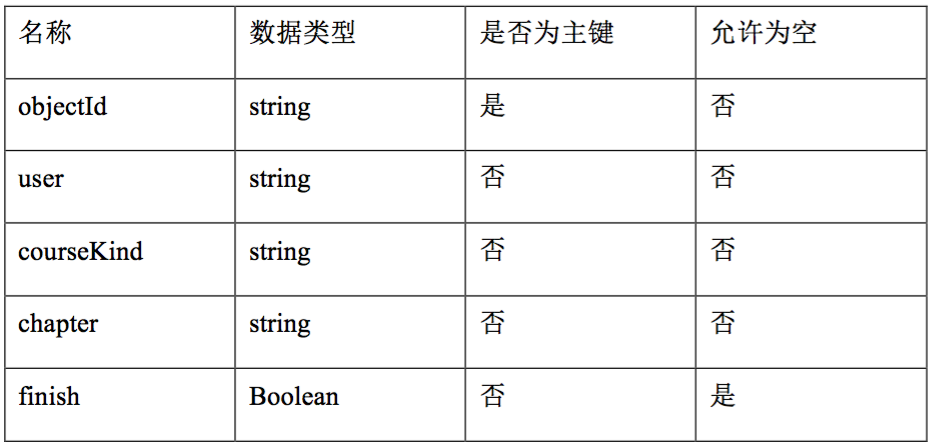 名称 数据类型 是否为主键 允许为空
objectId string 是 否
user string 否 否
courseKind string 否 否
chapter string 否 否
finish Boolean 否 是